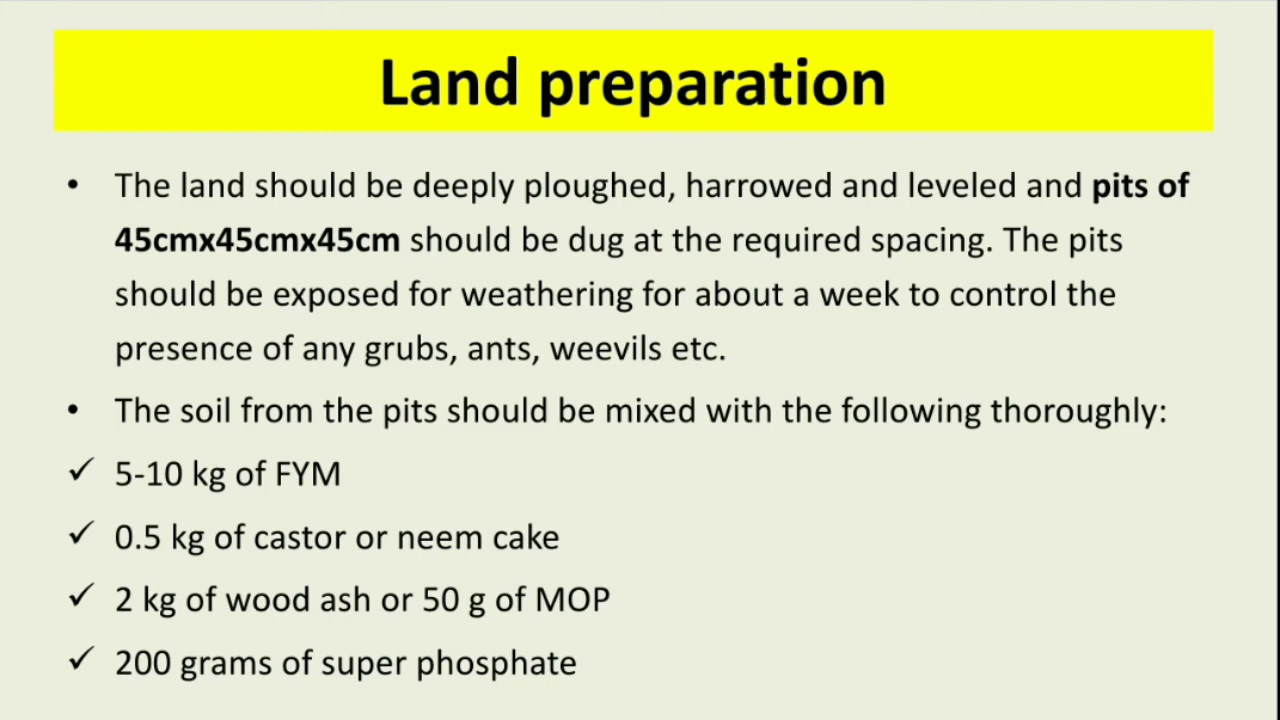 Land preparation
• The land should be deeply ploughed, harrowed and leveled and pits of
45cmx45cmx45cm should be dug at the required spacing. The pits
should be exposed for weathering for about a week to control the
presence of any grubs, ants, weevils etc.
• The soil from the pits should be mixed with the following thoroughly:
✓ 5-10 kg of FYM
✓ 0.5 kg of castor or neem cake
✓ 2 kg of wood ash or 50 g of MOP
✓ 200 grams of super phosphate